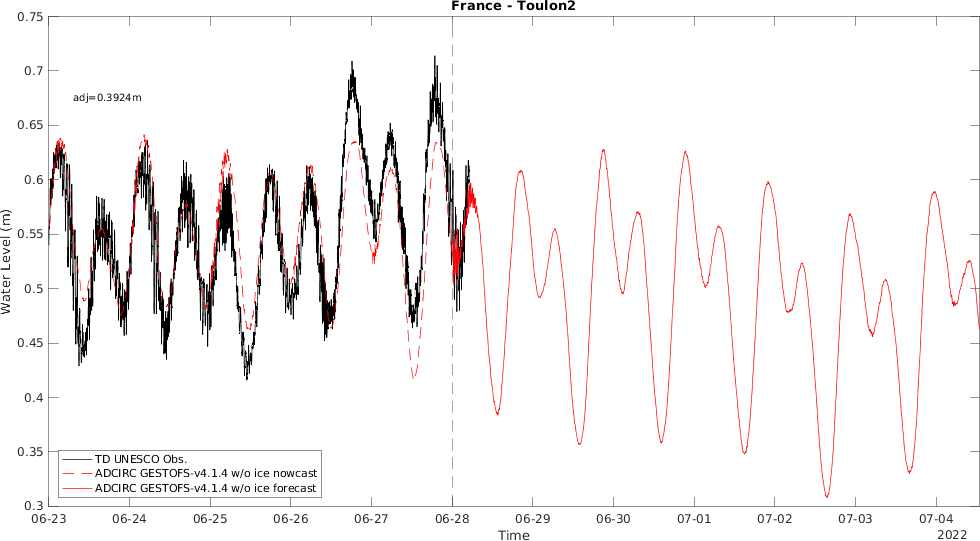 France - Toulon2
0.75
0.7
0.65
0.6
0.55
0.5
0.45
0.4
0.35
0.3
Water Level (m)
adj=0.3924m
TD UNESCO Obs.
ADCIRC GESTOFS-v4.1.4 w/o ice nowcast
ADCIRC GESTOFS-v4.1.4 w/o ice forecast
06-23 06-24 06-25 06-26 06-27 06-28 06-29 06-30 07-01 07-02 07-03 07-04
Time
2022